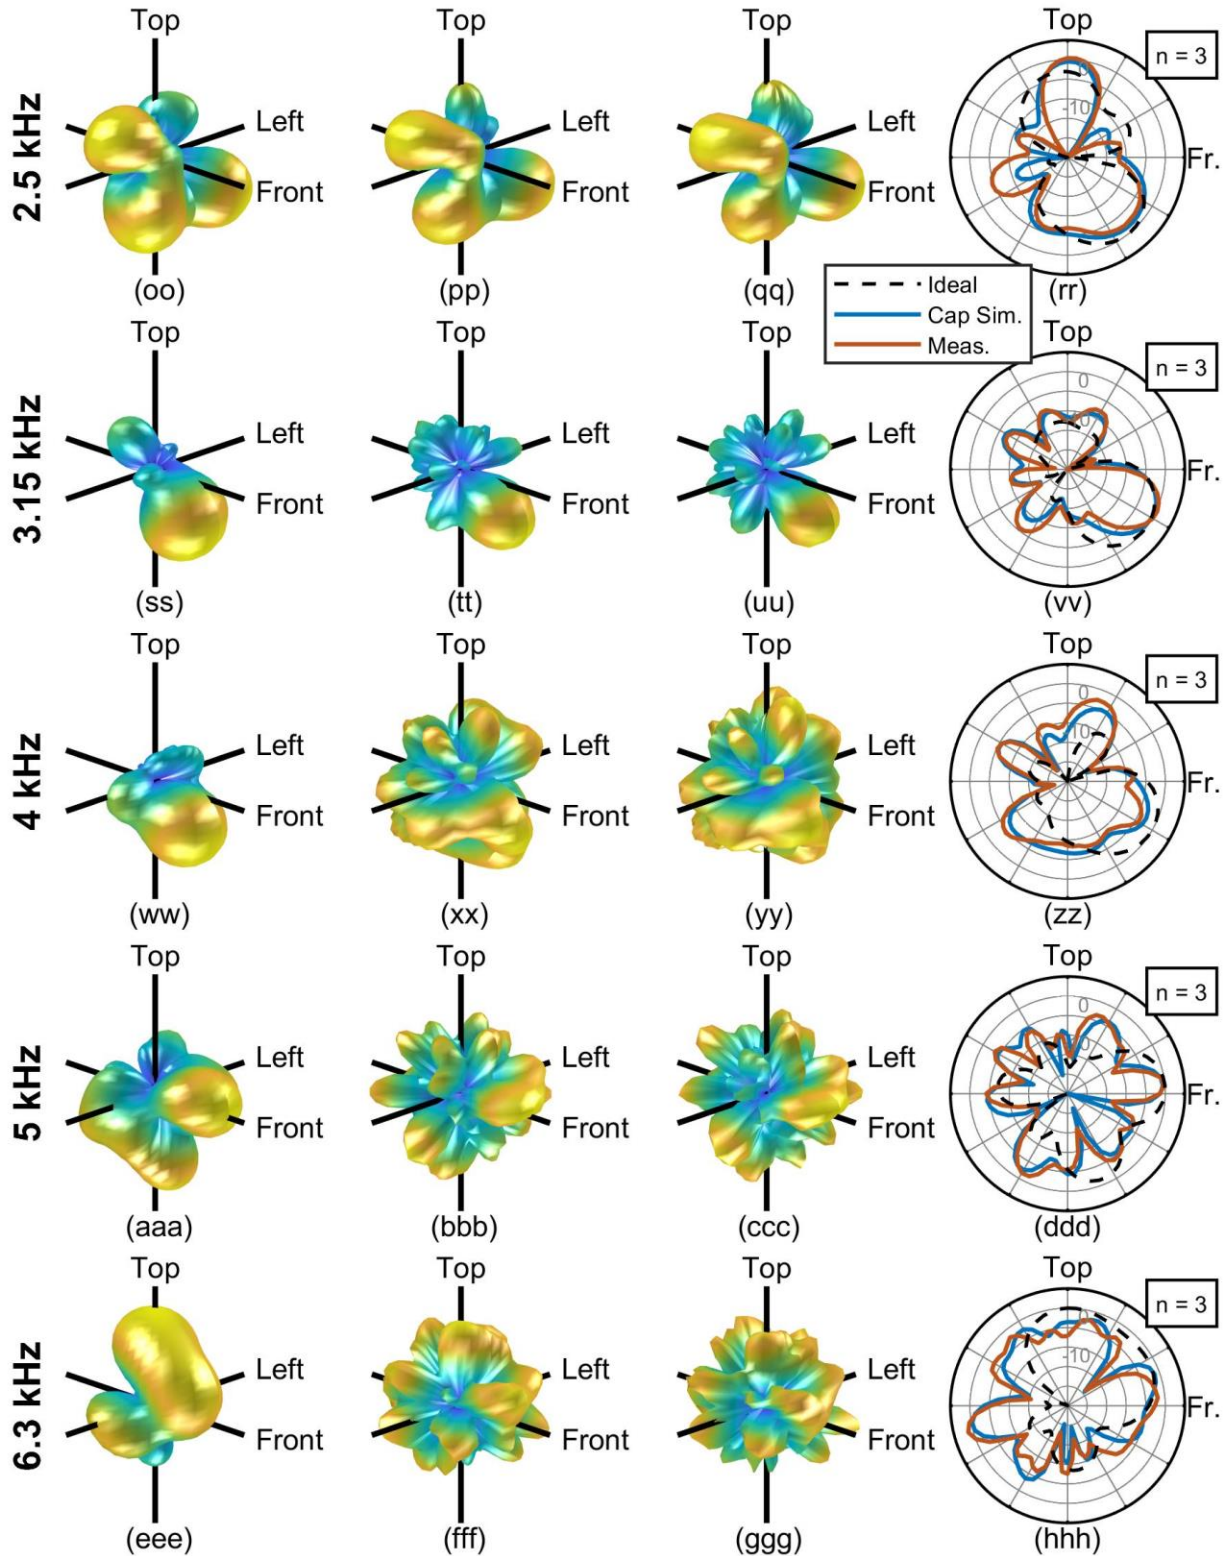 Top Top Top Top
n = 3
2.5 kHz
Left Left Left
-10
Fr.
Front Front Front
(oo) (pp) (qq) (rr)
Ideal
Cap Sim.
Meas.
Top Top Top Top
n = 3
0
3.15 kHz
Left Left Left
Fr.
Front Front Front
(ss) (tt) (uu) (vv)
Top Top Top Top
n = 3
0
4 kHz
Left Left Left
-10
Fr.
Front Front Front
(ww) (xx) (yy) (zz)
Top Top Top Top
n = 3
0
5 kHz
Left Left Left
Fr.
Front Front Front
(aaa) (bbb) (ccc) (ddd)
Top Top Top Top
n = 3
6.3 kHz
Left Left Left
-10
Fr.
Front Front Front
(eee) (fff) (ggg) (hhh)